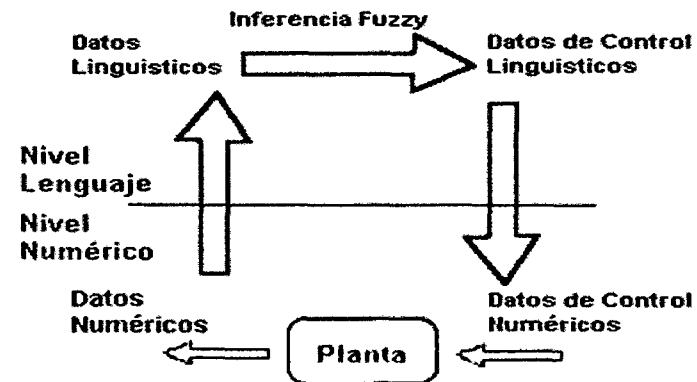 Inferencia Fuzzy
Datos
Linguisticos
Datos de Control
Linguisticos
Nivel
Lenguaje
Nivel
Numérico
Datos
Numéricos
Planta
Datos de Control
Numéricos